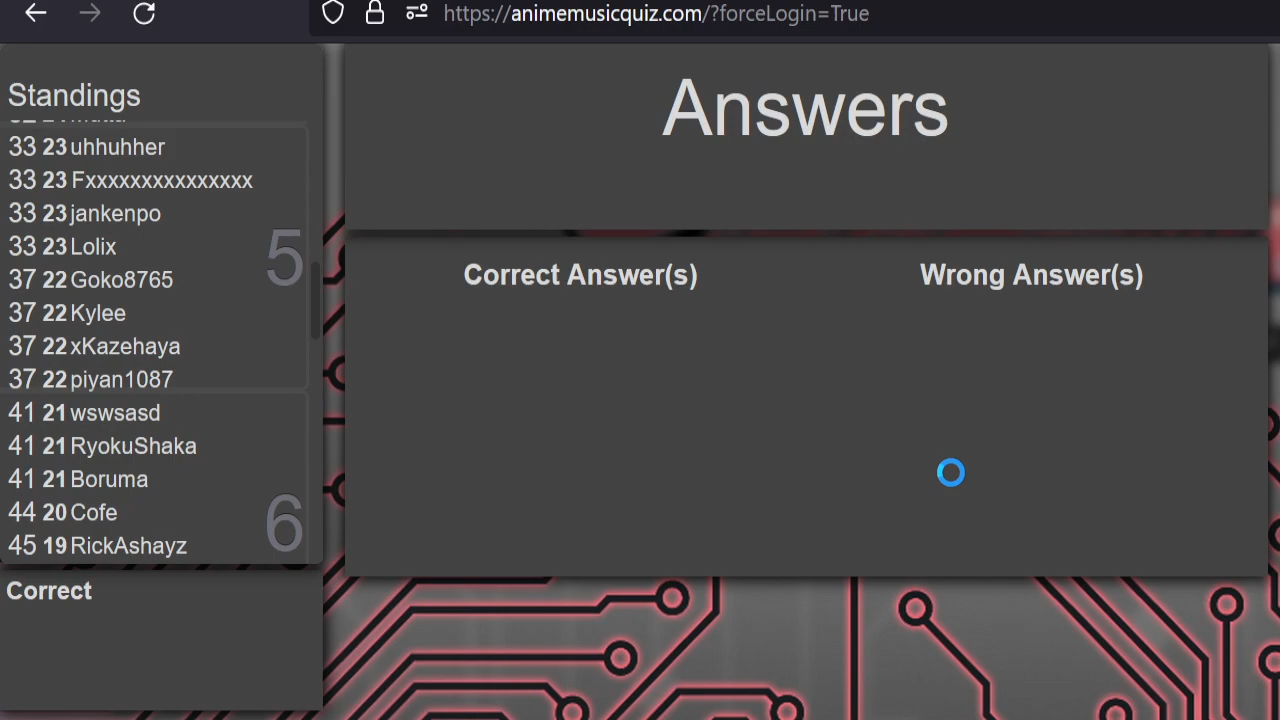 https://animemusicquiz.com/?forceLogin=True
Standings
33 23 uhhuhher
33 23 Fxxxxxxxxxxxxxxx
33 23 jankenpo
33 23 Lolix
5
37 22 Goko8765
37 22 Kylee
37 22 xKazehaya
37 22 piyan1087
41 21 wswsasd
41 21 RyokuShaka
41 21 Boruma
44 20 Cofe
6
45 19 RickAshayz
Correct
Answers
Correct Answer(s)
Wrong Answer(s)